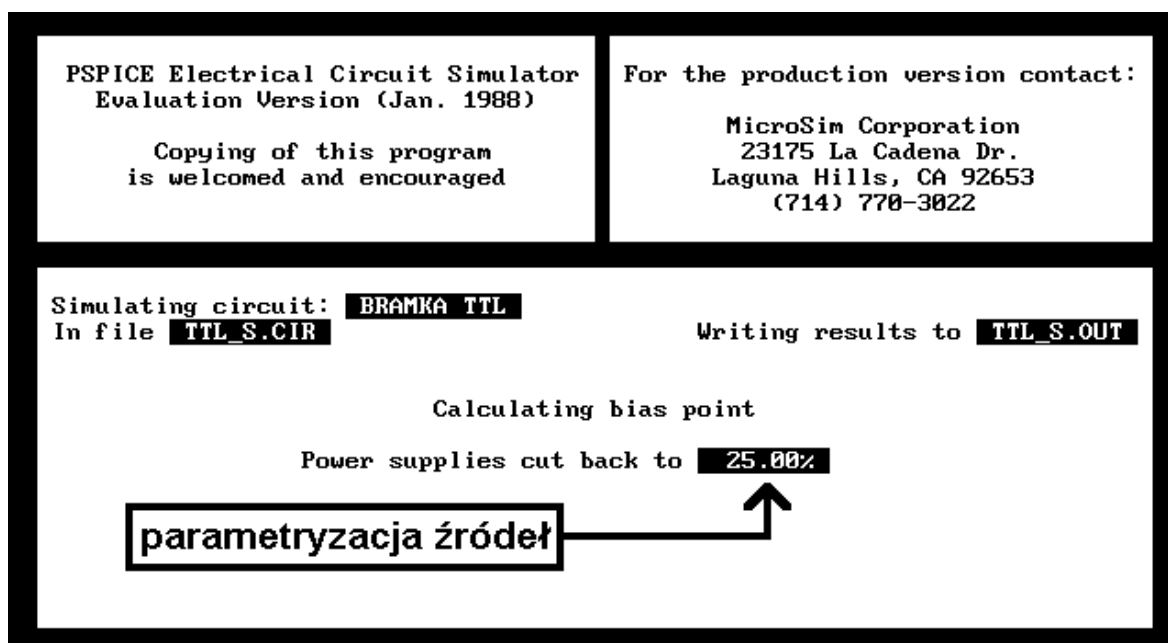 PSPICE Electrical Circuit Simulator
Evaluation Version (Jan. 1988)
Copying of this program
is welcomed and encouraged
For the production version contact:
MicroSim Corporation
23175 La Cadena Dr.
Laguna Hills, CA 92653
(714) 770-3022
Simulating circuit: BRAMKA TTL
In file TTL_S.CIR Writing results to TTL_S.OUT
Calculating bias point
Power supplies cut back to 25.00%
parametryzacja źródeł